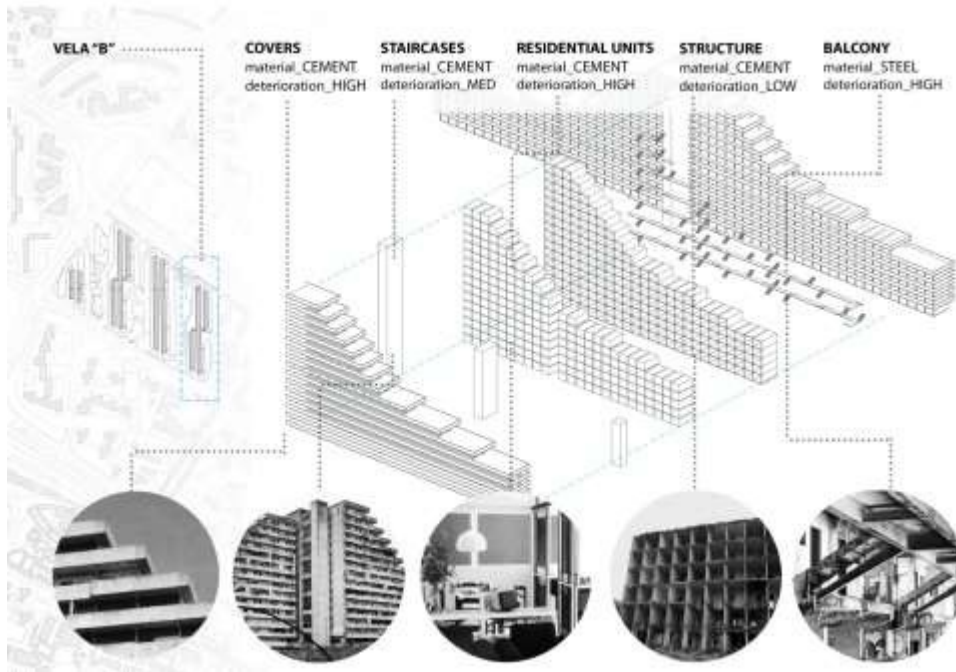 VELA "B"
COVERS
material_CEMENT
deterioration_HIGH
STAIRCASES
material_CEMENT
deterioration_MED
RESIDENTIAL UNITS
material_CEMENT
deterioration_HIGH
STRUCTURE
material_CEMENT
deterioration_LOW
BALCONY
material_STEEL
deterioration_HIGH